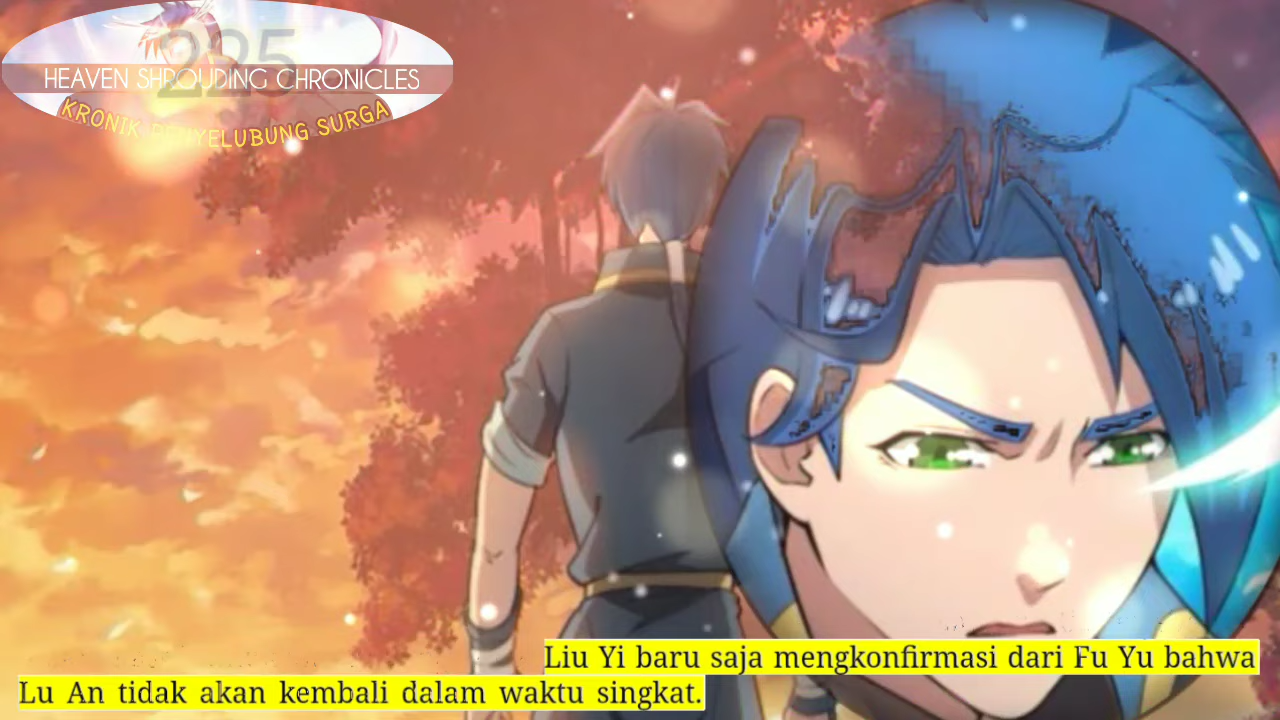 225
HEAVEN SHROUDING CHRONICLES
KRONIK PENYELUBUNG SURGA
Liu Yi baru saja mengkonfirmasi dari Fu Yu bahwa
Lu An tidak akan kembali dalam waktu singkat.